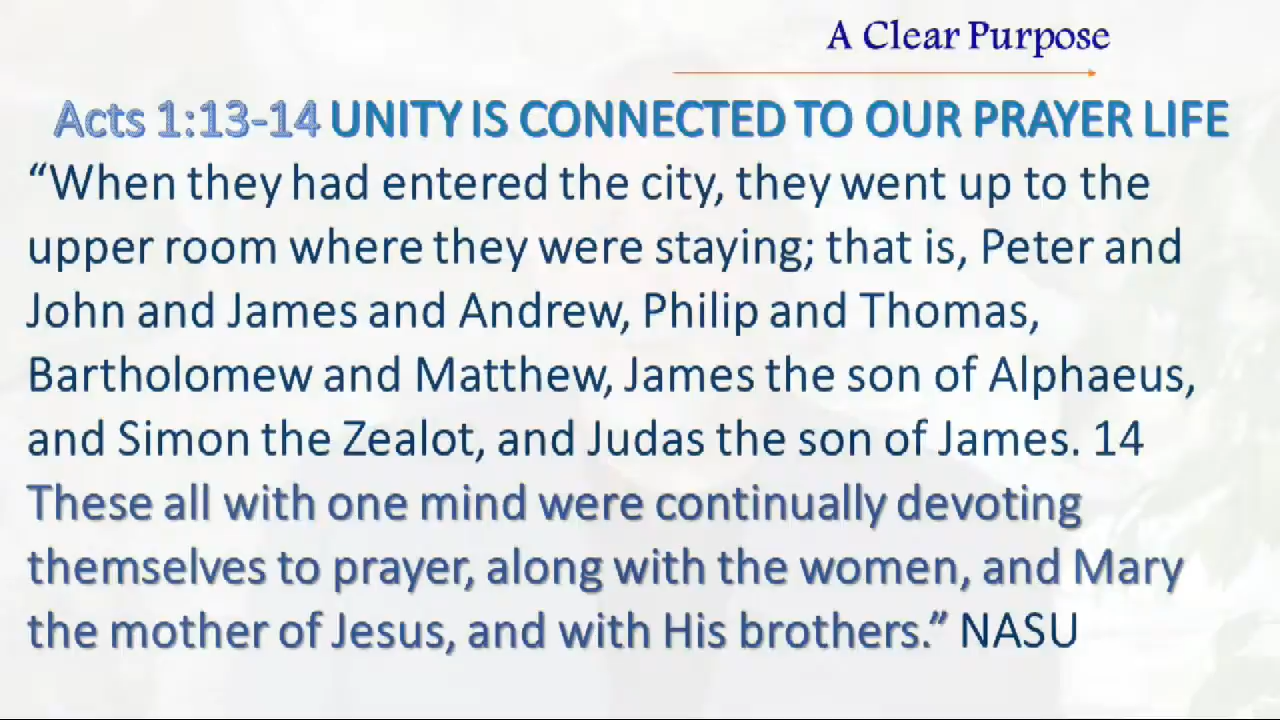 A Clear Purpose
Acts 1:13-14 UNITY IS CONNECTED TO OUR PRAYER LIFE
“When they had entered the city, they went up to the
upper room where they were staying; that is, Peter and
John and James and Andrew, Philip and Thomas,
Bartholomew and Matthew, James the son of Alphaeus,
and Simon the Zealot, and Judas the son of James. 14
These all with one mind were continually devoting
themselves to prayer, along with the women, and Mary
the mother of Jesus, and with His brothers.” NASU